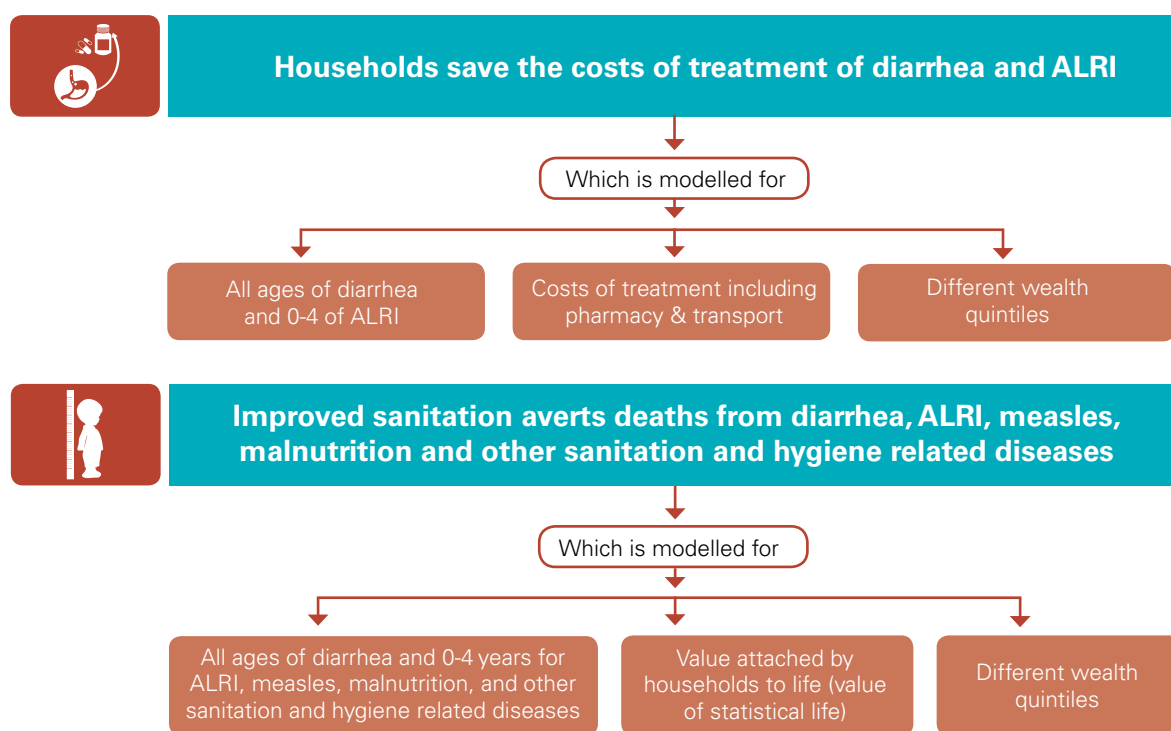 Households save the costs of treatment of diarrhea and ALRI
Which is modelled for
All ages of diarrhea
and 0-4 of ALRI
Costs of treatment including
pharmacy & transport
Different wealth
quintiles
Improved sanitation averts deaths from diarrhea, ALRI, measles,
malnutrition and other sanitation and hygiene related diseases
Which is modelled for
All ages of diarrhea and 0-4 years for
ALRI, measles, malnutrition, and other
sanitation and hygiene related diseases
Value attached by
households to life (value
of statistical life)
Different wealth
quintiles